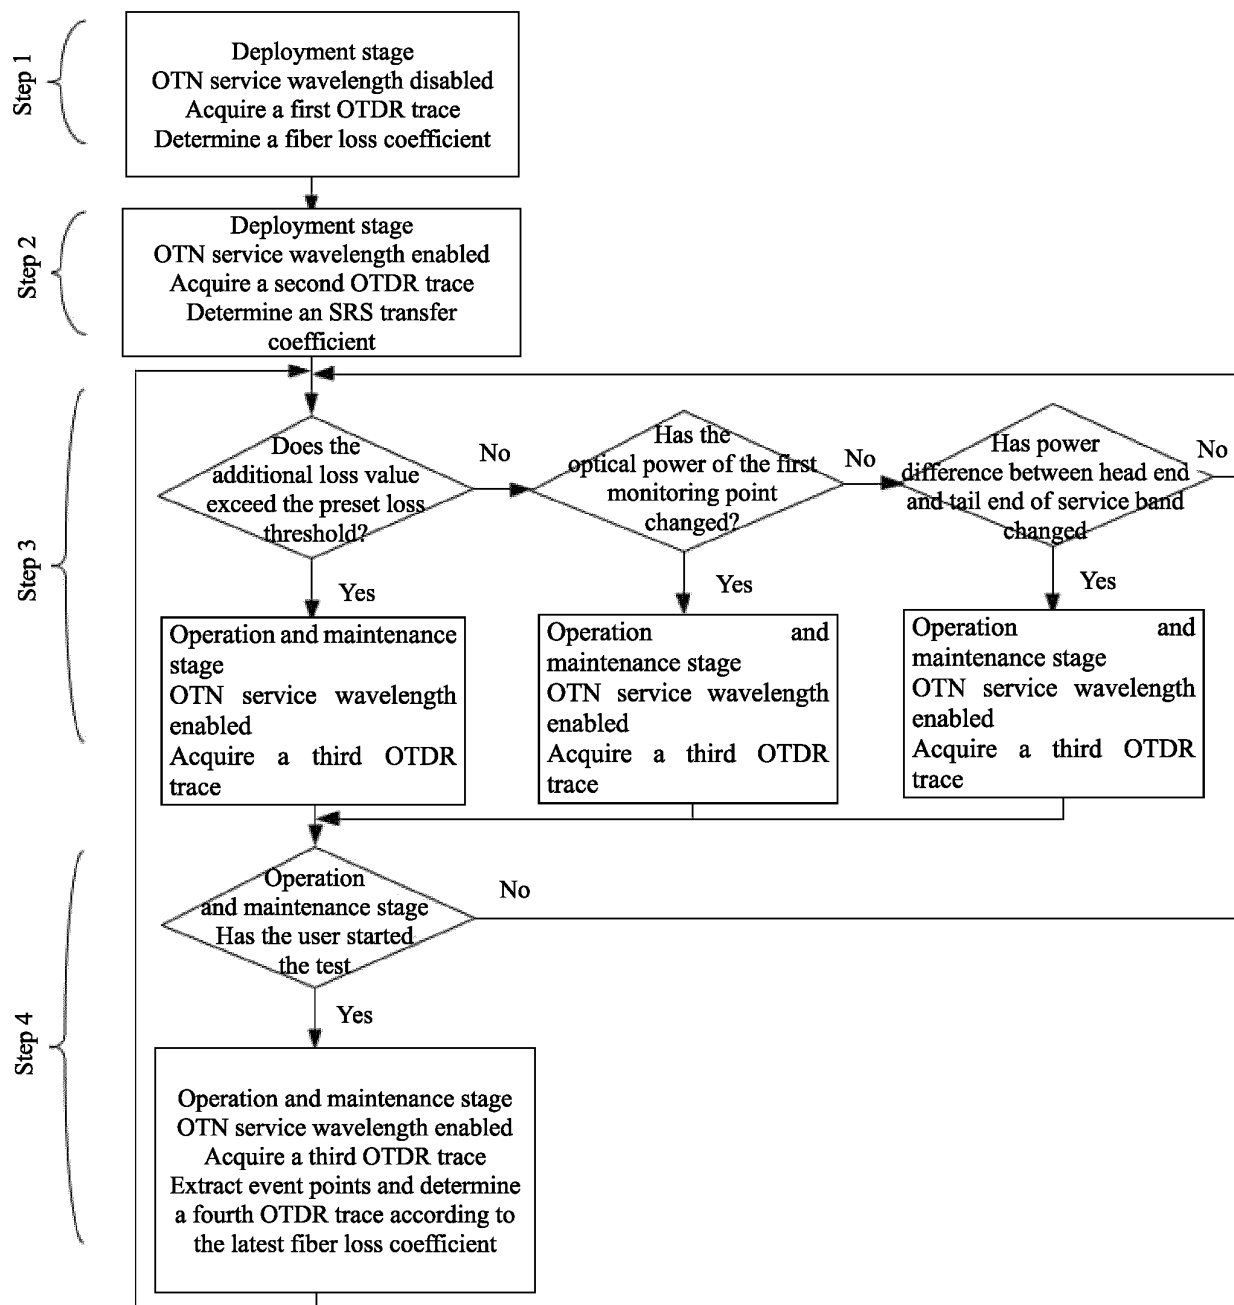 Step 1
Deployment stage
OTN service wavelength disabled
Acquire a first OTDR trace
Determine a fiber loss coefficient
Step 2
Deployment stage
OTN service wavelength enabled
Acquire a second OTDR trace
Determine an SRS transfer
coefficient
Step 3
Does the
additional loss value
exceed the preset loss
threshold?
No
Has the
optical power of the first
monitoring point
changed?
No
Has power
difference between head end
and tail end of service band
changed
No
Yes
Yes
Yes
Operation and maintenance
stage
OTN service wavelength
enabled
Acquire a third OTDR
trace
Operation and
maintenance stage
OTN service wavelength
enabled
Acquire a third OTDR
trace
Operation and
maintenance stage
OTN service wavelength
enabled
Acquire a third OTDR
trace
Step 4
Operation
and maintenance stage
Has the user started
the test
No
Yes
Operation and maintenance stage
OTN service wavelength enabled
Acquire a third OTDR trace
Extract event points and determine
a fourth OTDR trace according to
the latest fiber loss coefficient